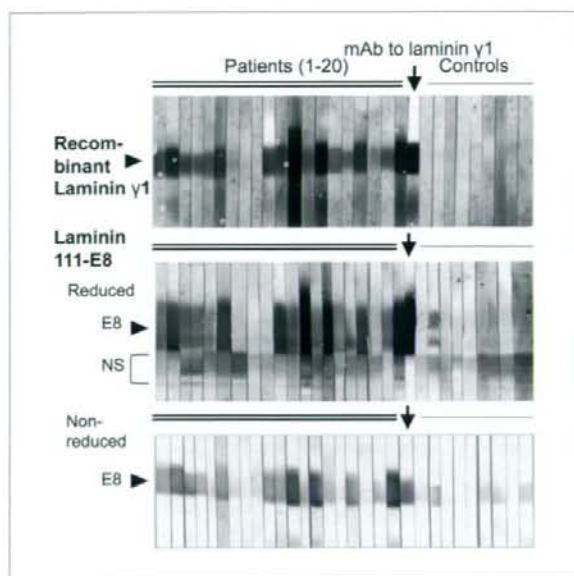 mAb to laminin γ1
Patients (1-20)
Controls
Recom-
binant
Laminin γ1
Laminin
111-E8
Reduced
E8
NS
Non-
reduced
E8